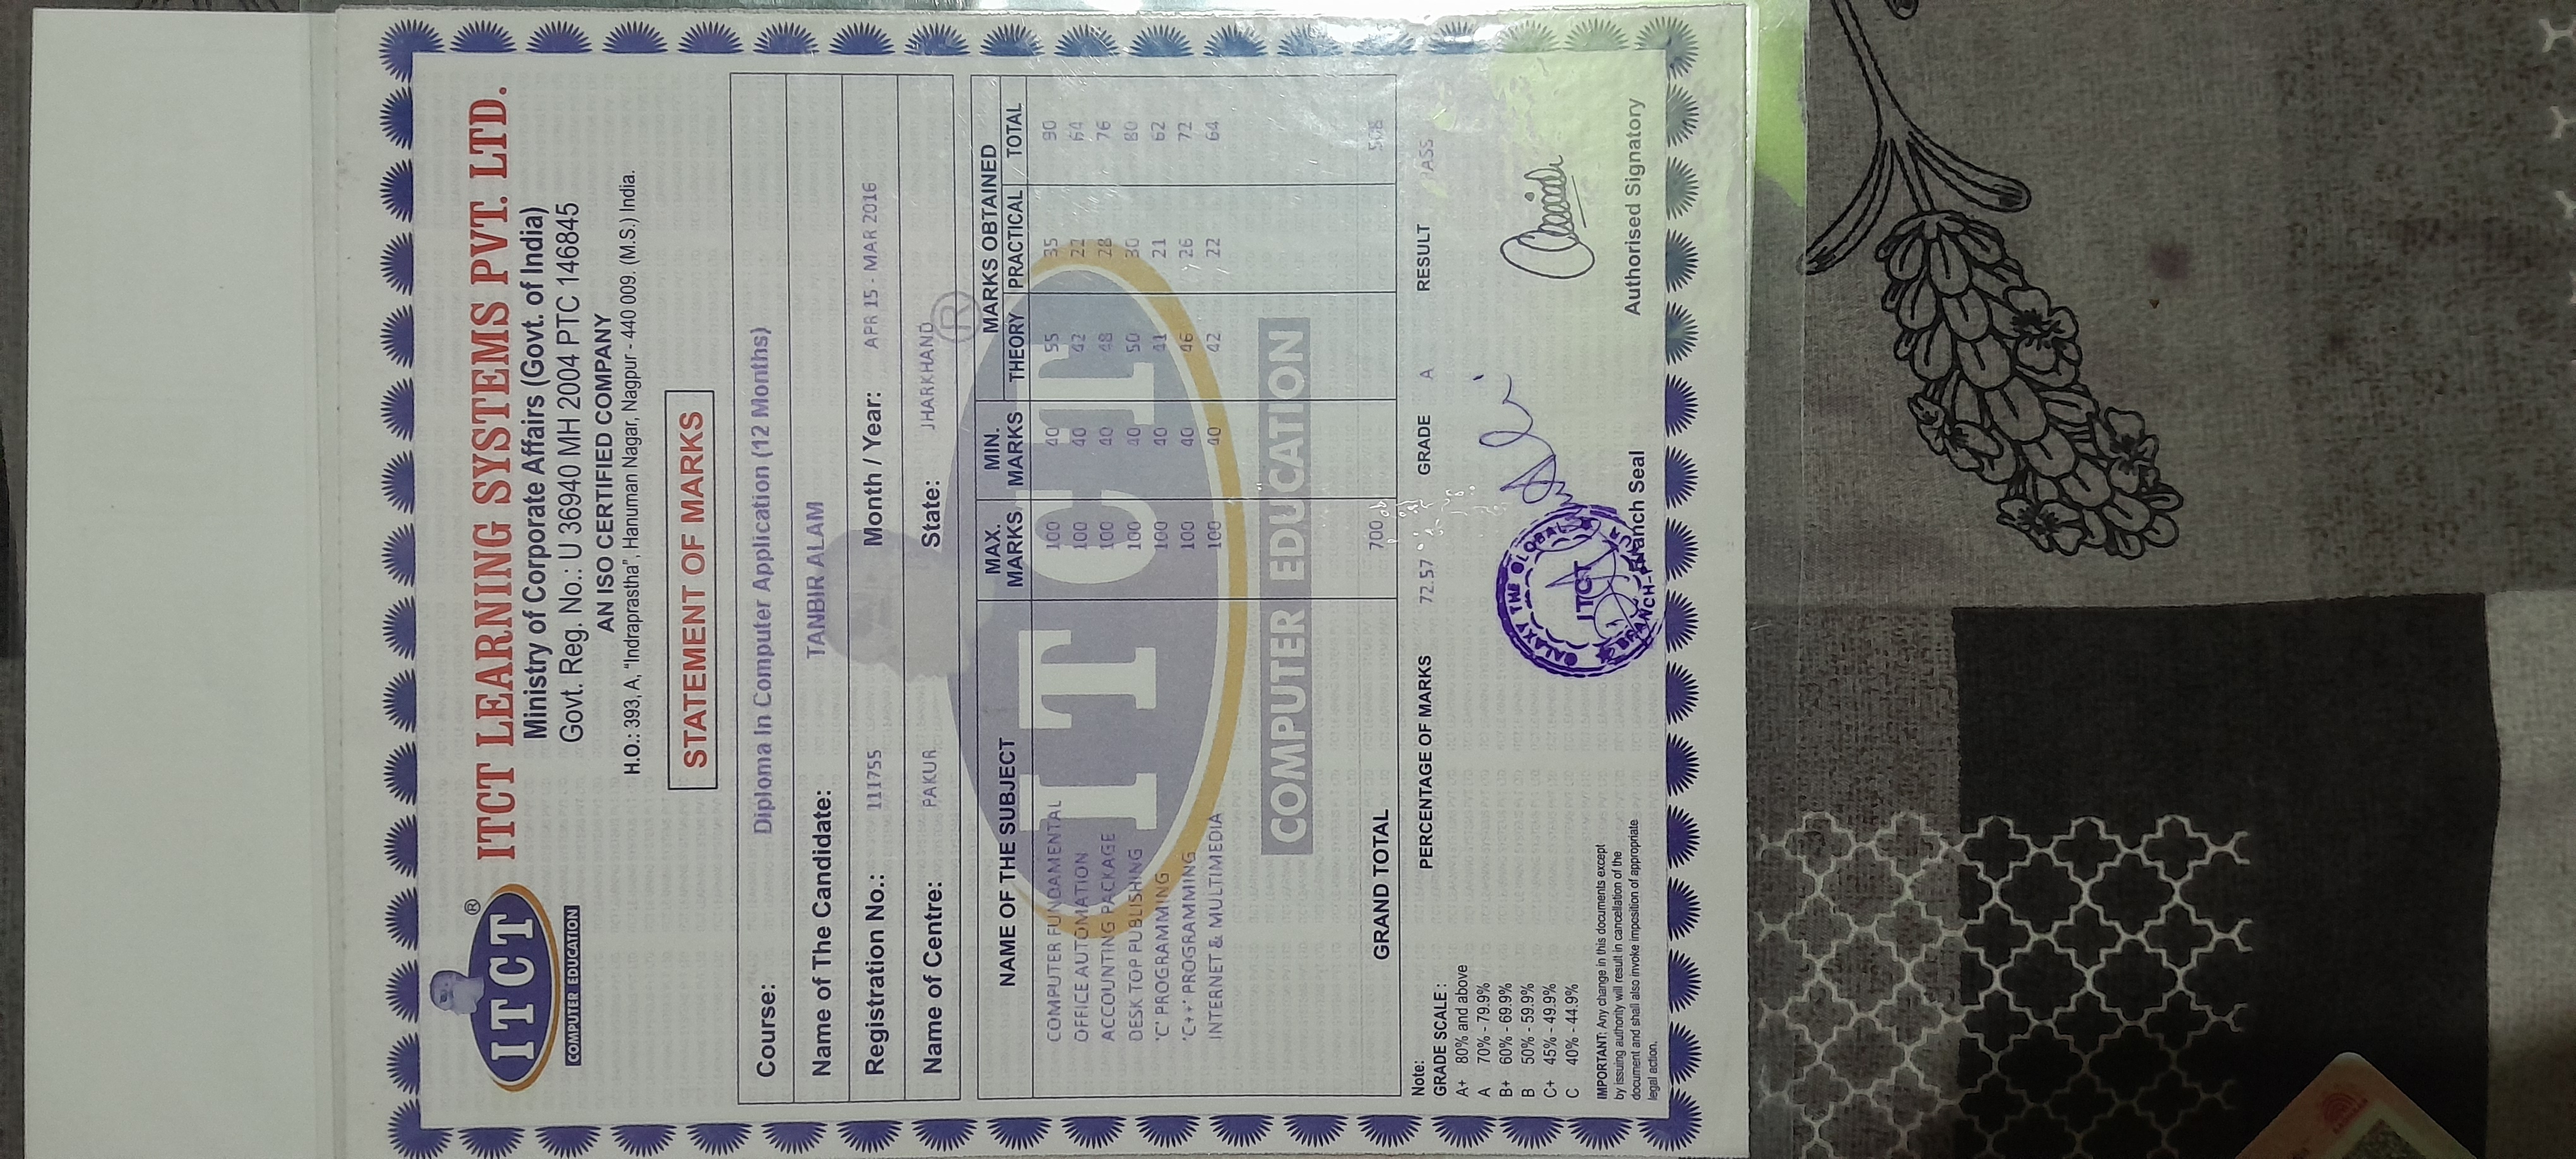 ITCT
®
COMPUTER EDUCATION
ITCT LEARNING SYSTEMS PVT. LTD.
Ministry of Corporate Affairs (Govt. of India)
Govt. Reg. No.: U 36940 MH 2004 PTC 146845
AN ISO CERTIFIED COMPANY
H.O.: 393, A, "Indraprastha", Hanuman Nagar, Nagpur - 440 009. (M.S.) India.
STATEMENT OF MARKS
Course: Diploma In Computer Application (12 Months)
Name of The Candidate: TANBIR ALAM
Registration No.: 111755 Month / Year: APR 15 - MAR 2016
Name of Centre: PAKUR State: JHARKHAND
NAME OF THE SUBJECT MAX. MARKS MIN. MARKS MARKS OBTAINED
THEORY PRACTICAL TOTAL
COMPUTER FUNDAMENTAL 100 40 55 35 90
OFFICE AUTOMATION 100 40 42 22 64
ACCOUNTING PACKAGE 100 40 48 28 76
DESK TOP PUBLISHING 100 40 50 30 80
'C' PROGRAMING 100 40 41 21 62
'C++' PROGRAMMING 100 40 46 26 72
INTERNET & MULTIMEDIA 100 40 42 22 64
ITCT
®
COMPUTER EDUCATION
GRAND TOTAL 700 508
Note: PERCENTAGE OF MARKS 72.57 GRADE A RESULT PASS
GRADE SCALE :
A+ 80% and above
A 70% - 79.9%
B+ 60% - 69.9%
B 50% - 59.9%
C+ 45% - 49.9%
C 40% - 44.9%
IMPORTANT: Any change in this documents except
by issuing authority will result in cancellation of the
document and shall also invoke imposition of appropriate
legal action.
GALAXY THE GLOBAL
ITCT
BRANCH-P
Branch Seal
Authorised Signatory